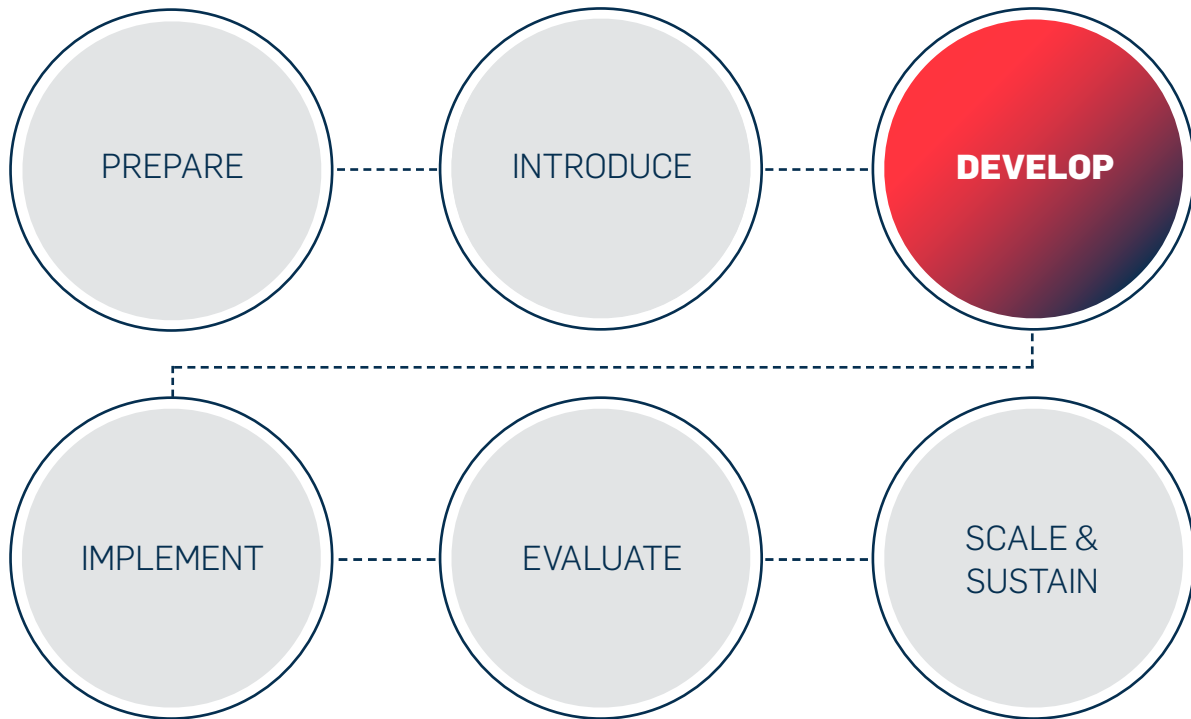 PREPARE
INTRODUCE
DEVELOP
IMPLEMENT
EVALUATE
SCALE &
SUSTAIN